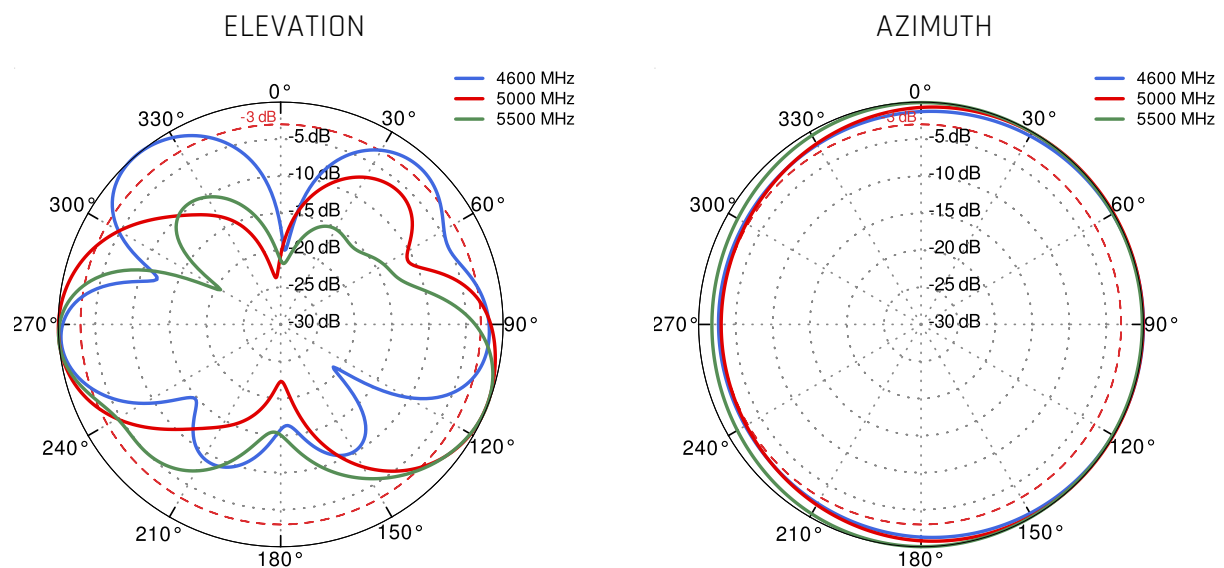 ELEVATION
4600 MHz
5000 MHz
5500 MHz
0°
30°
60°
90°
120°
150°
180°
210°
240°
270°
300°
330°
-3 dB
-5 dB
-10 dB
-15 dB
-20 dB
-25 dB
-30 dB
AZIMUTH
4600 MHz
5000 MHz
5500 MHz
0°
30°
60°
90°
120°
150°
180°
210°
240°
270°
300°
330°
3 dB
-5 dB
-10 dB
-15 dB
-20 dB
-25 dB
-30 dB